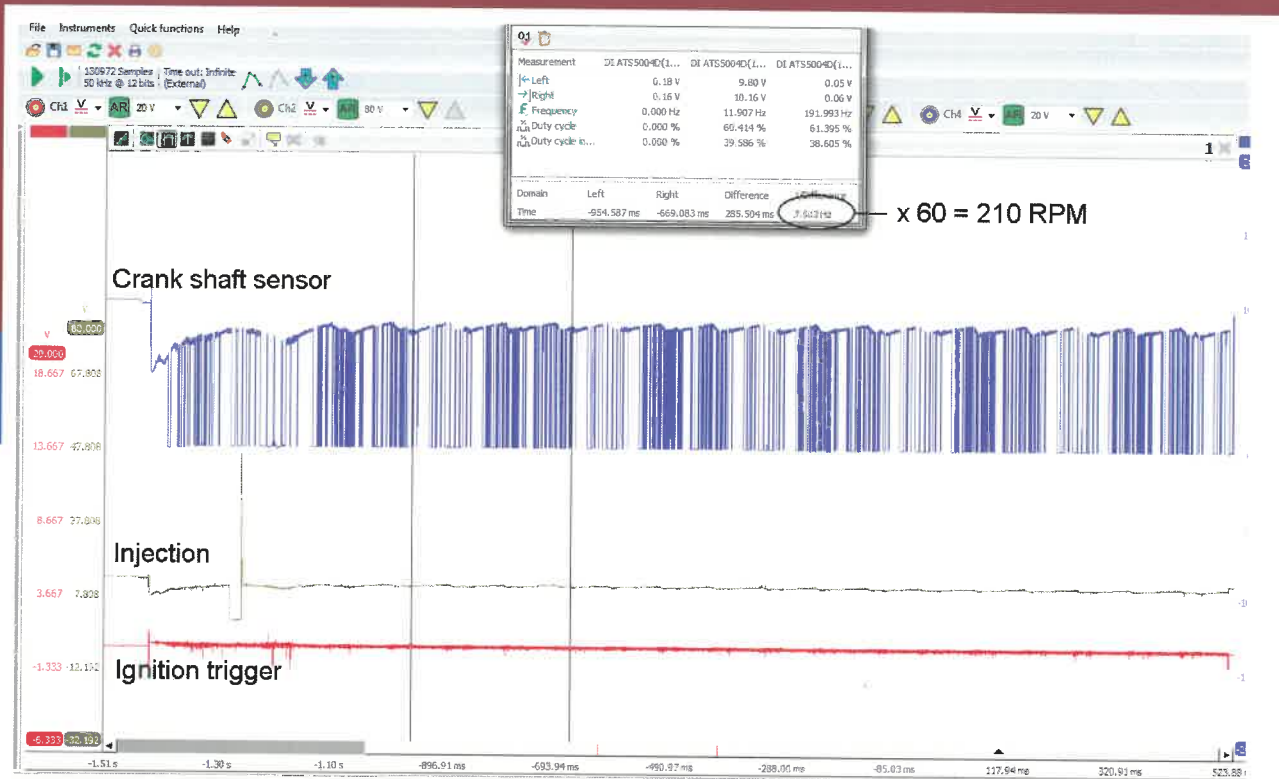 File Instruments Quick functions Help
130972 Samples Time out: Infinite
50 kHz @ 12 bits (External)
Ch1 AR 20 V Ch2 AR 80 V Ch4 AR 20 V
Measurement DI ATS5004D(1... DI ATS5004D(1... DI ATS5004D(1...
Left 0.18 V 9.80 V 0.05 V
Right 0.16 V 10.16 V 0.06 V
Frequency 0.000 Hz 11.907 Hz 191.993 Hz
Duty cycle 0.000 % 60.414 % 61.395 %
Duty cycle in... 0.000 % 39.586 % 38.605 %
Domain Left Right Difference
Time -954.587 ms -669.083 ms 285.504 ms
x 60 = 210 RPM
1
Crank shaft sensor
V
V 80.000
20.000
18.667 67.808
13.667 47.808
8.667 27.808
Injection
3.667 7.808
Ignition trigger
-1.333 -12.192
-6.333 -32.192
-1.51 s -1.30 s -1.10 s -896.91 ms -693.94 ms -490.97 ms -288.00 ms -85.03 ms 117.94 ms 320.91 ms